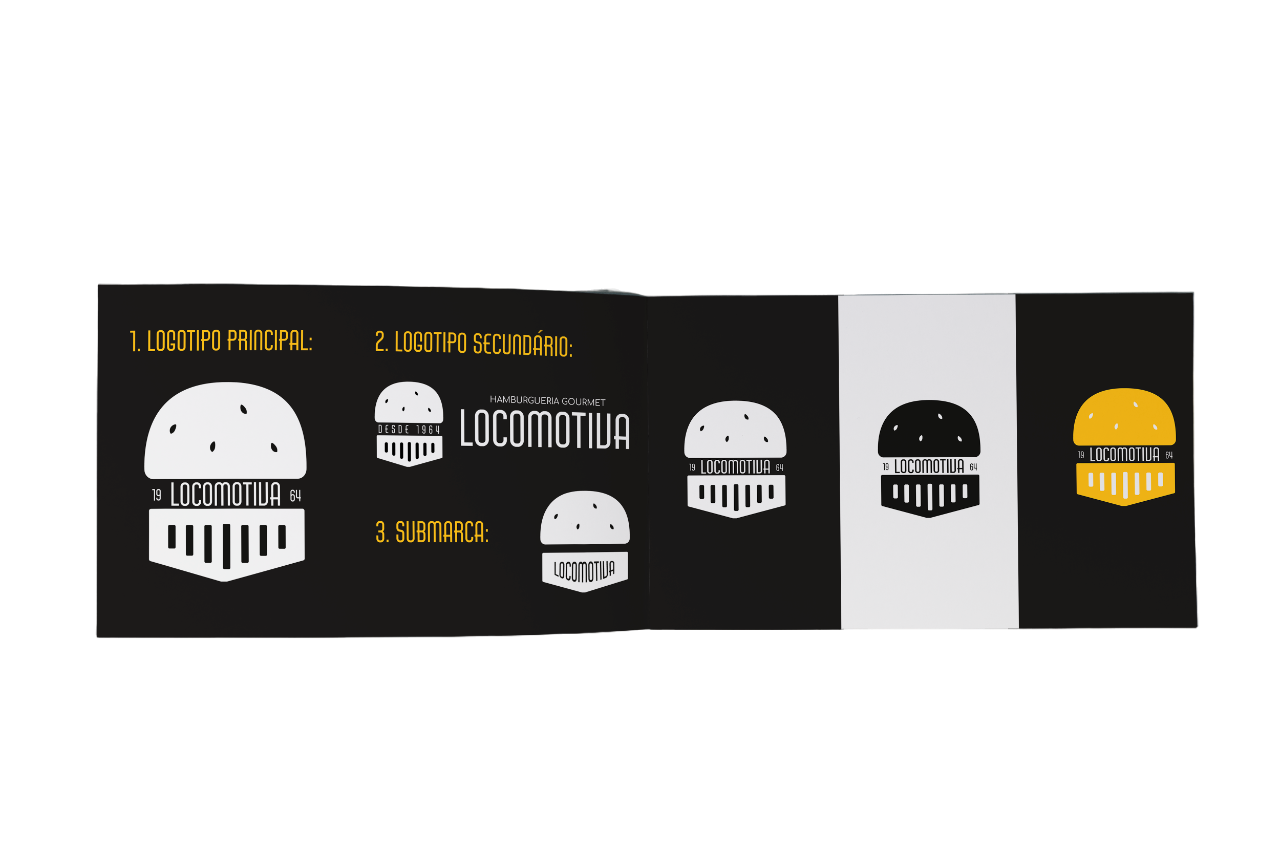 1. LOGOTIPO PRINCIPAL:
19 LOCOMOTIVA 64
2. LOGOTIPO SECUNDÁRIO:
DESDE 1964
HAMBURGUERIA GOURMET
LOCOMOTIVA
3. SUBMARCA:
LOCOMOTIVA
19 LOCOMOTIVA 64
19 LOCOMOTIVA 64
19 LOCOMOTIVA 64